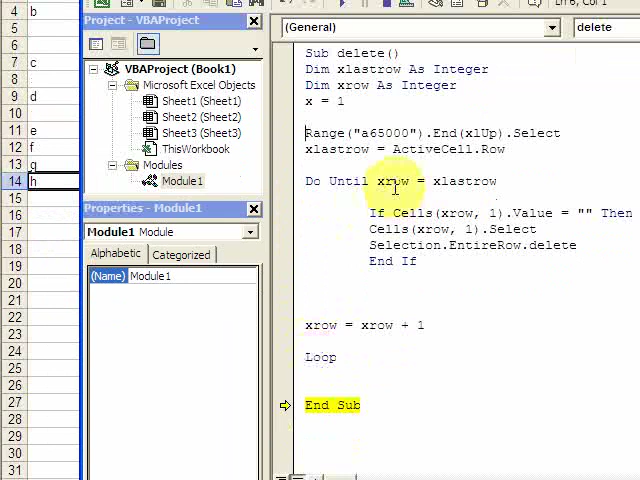 4 b
5
6
7 c
8
9 d
10
11 e
12 f
13 g
14 h
15
16
17
18
19
20
21
22
23
24
25
26
27
28
29
30
31
Project - VBAProject
VBAProject (Book1)
Microsoft Excel Objects
Sheet1 (Sheet1)
Sheet2 (Sheet2)
Sheet3 (Sheet3)
ThisWorkbook
Modules
Module1
Properties - Module1
Module1 Module
Alphabetic Categorized
(Name) Module1
Ln 6, Col 1
(General) delete
Sub delete()
Dim xlastrow As Integer
Dim xrow As Integer
x = 1
Range("a65000").End(xlUp).Select
xlastrow = ActiveCell.Row
Do Until xrow = xlastrow
If Cells(xrow, 1).Value = "" Then
Cells(xrow, 1).Select
Selection.EntireRow.delete
End If
xrow = xrow + 1
Loop
End Sub